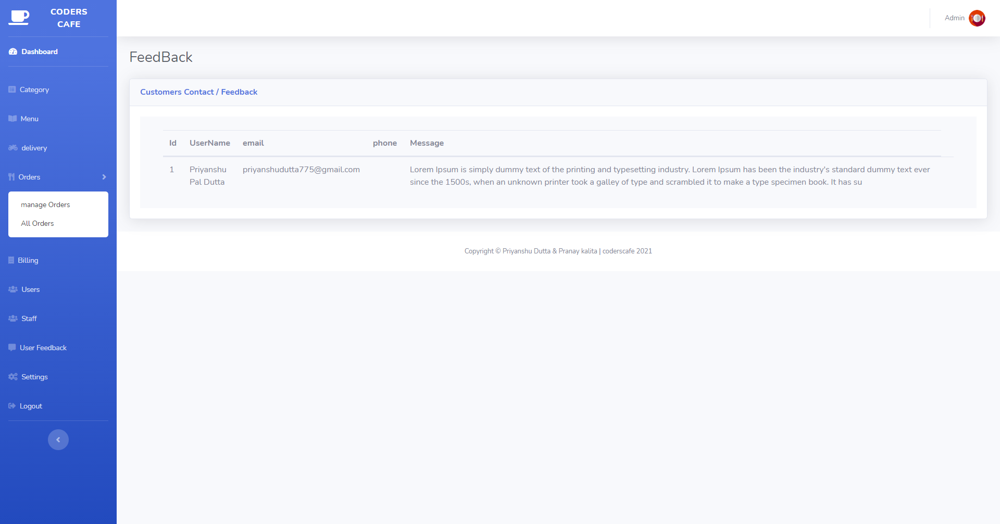 CODERS
CAFE
Dashboard
Category
Menu
delivery
Orders
manage Orders
All Orders
Billing
Users
Staff
User Feedback
Settings
Logout
Admin
FeedBack
Customers Contact / Feedback
Id UserName email phone Message
1 Priyanshu priyanshudutta775@gmail.com Lorem Ipsum is simply dummy text of the printing and typesetting industry. Lorem Ipsum has been the industry's standard dummy text ever
Pal Dutta since the 1500s, when an unknown printer took a galley of type and scrambled it to make a type specimen book. It has su
Copyright © Priyanshu Dutta & Pranay kalita | coderscafe 2021